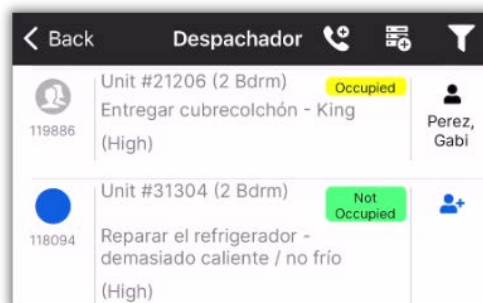 Back Despachador
Unit #21206 (2 Bdrm) Occupied
Entregar cubrecolchón - King
(High)
119886
Perez,
Gabi
Unit #31304 (2 Bdrm)
Not
Occupied
Reparar el refrigerador -
demasiado caliente / no frío
(High)
118094